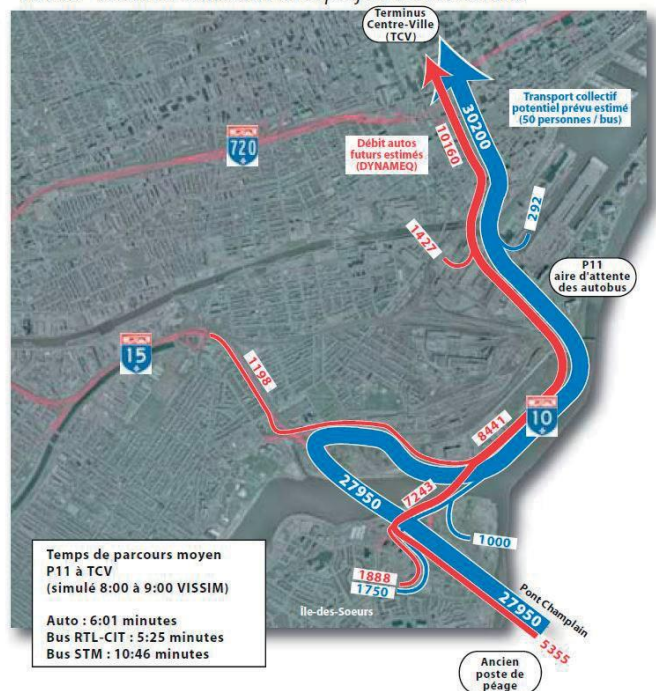 Terminus
Centre-Ville
(TCV)
Transport collectif
potentiel prévu estimé
(50 personnes / bus)
30200
10160
Débit autos
futurs estimés
(DYNAMEQ)
720
292
1427
P11
aire d'attente
des autobus
15
1198
10
8441
7243
27950
1000
Temps de parcours moyen
P11 à TCV
(simulé 8:00 à 9:00 VISSIM)
Auto : 6:01 minutes
Bus RTL-CIT : 5:25 minutes
Bus STM : 10:46 minutes
1888
1750
Île-des-Soeurs
Pont Champlain
27950
5355
Ancien
poste de
péage